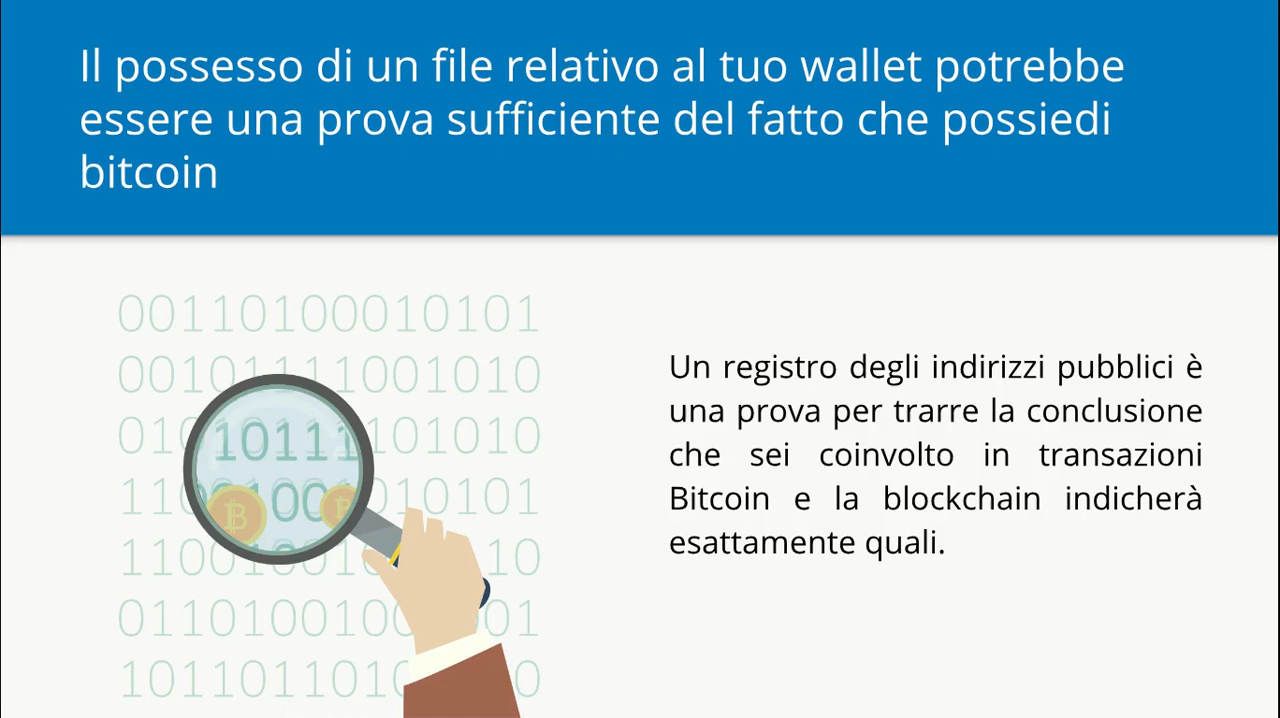 Il possesso di un file relativo al tuo wallet potrebbe
essere una prova sufficiente del fatto che possiedi
bitcoin
00110100010101
Un registro degli indirizzi pubblici è
una prova per trarre la conclusione
che sei coinvolto in transazioni
Bitcoin e la blockchain indicherà
esattamente quali.